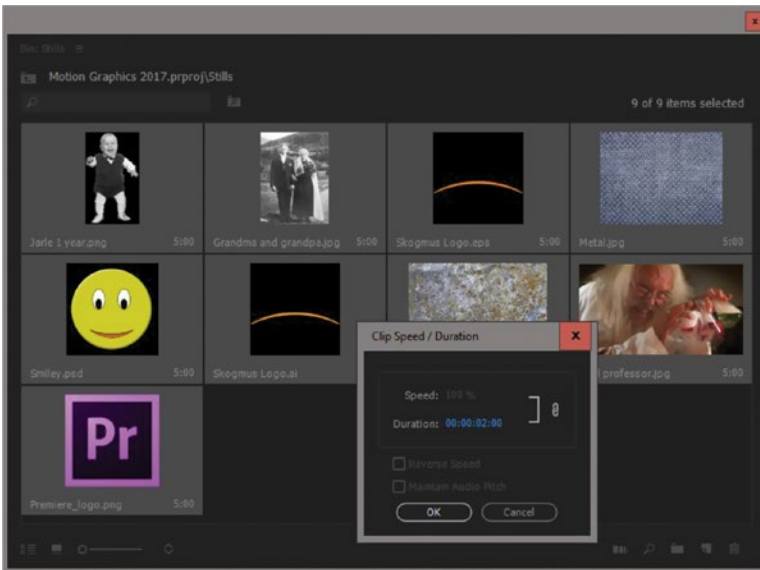 x
Bin: Stills
Motion Graphics 2017.prproj\Stills
9 of 9 items selected
Jarle 1 year.png 5:00
Grandma and grandpa.jpg 5:00
Skogmus Logo.eps 5:00
Metal.jpg
Smiley.psd 5:00
Skogmus Logo.ai
professor.jpg 5:00
Pr
Premiere_logo.png 5:00
Clip Speed / Duration x
Speed: 100 %
Duration: 00:00:02:00
Reverse Speed
Maintain Audio Pitch
OK Cancel